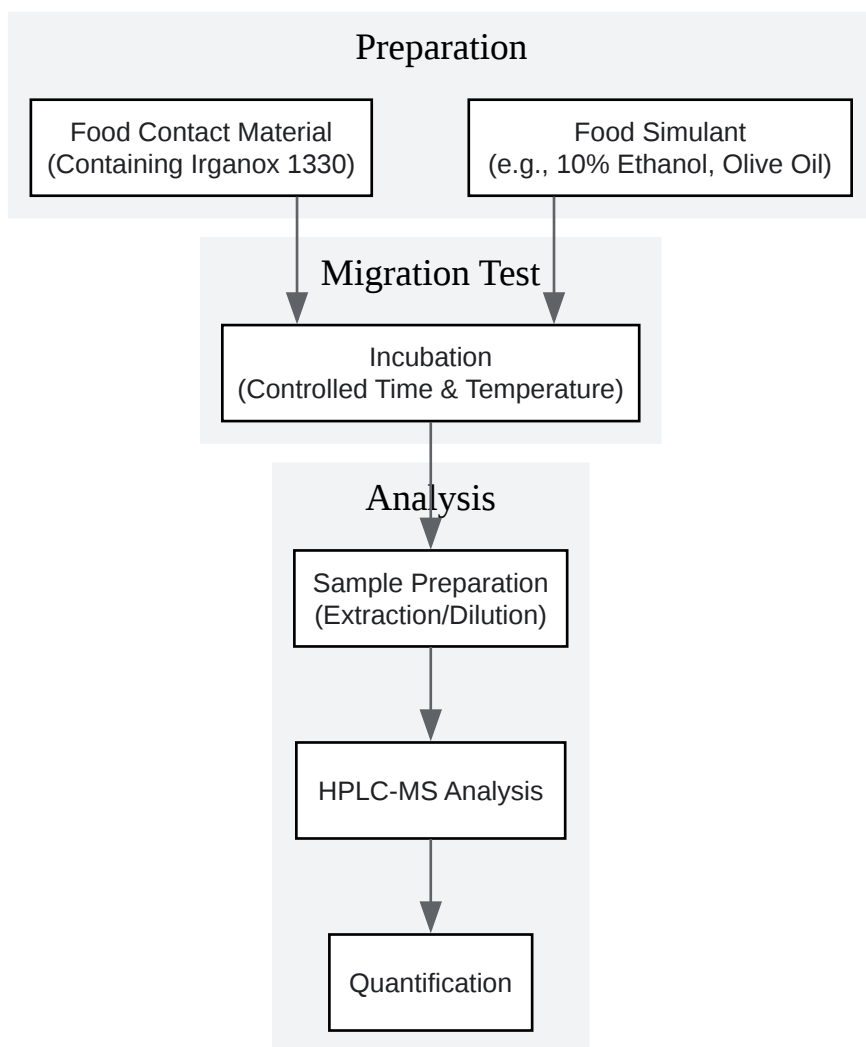 Preparation
Food Contact Material
(Containing Irganox 1330)
Food Simulant
(e.g., 10% Ethanol, Olive Oil)
Migration Test
Incubation
(Controlled Time & Temperature)
Analysis
Sample Preparation
(Extraction/Dilution)
HPLC-MS Analysis
Quantification